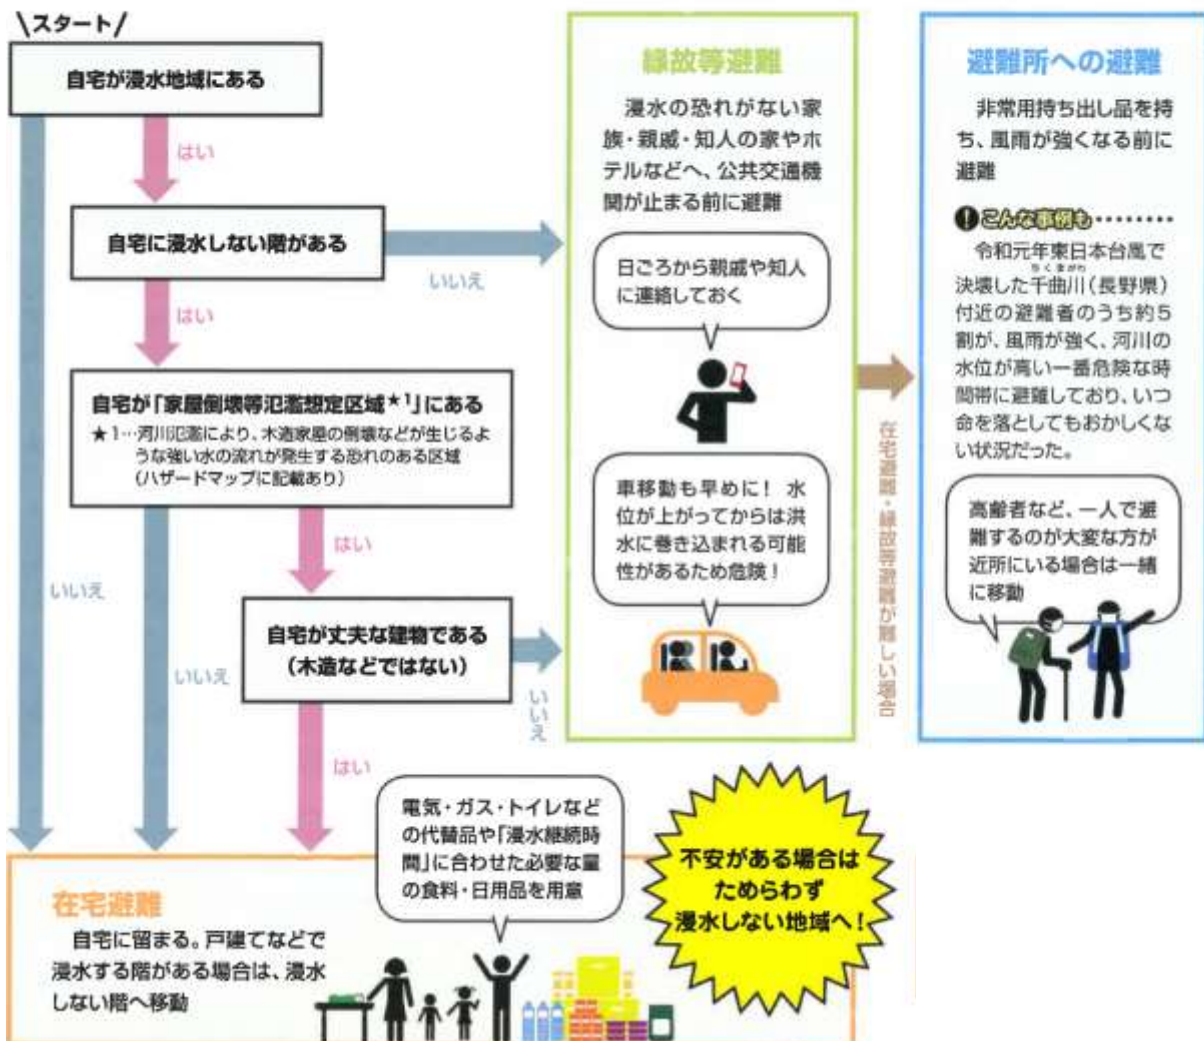 \スタート/
自宅が浸水地域にある
はい
自宅に浸水しない階がある
いいえ
はい
自宅が「家屋倒壊等氾濫想定区域★1」にある
★1…河川氾濫により、木造家屋の倒壊などが生じるよ
うな強い水の流れが発生する恐れのある区域
(ハザードマップに記載あり)
はい
いいえ
いいえ
自宅が丈夫な建物である
(木造などではない)
いいえ
はい
縁故等避難
浸水の恐れがない家
族・親戚・知人の家やホ
テルなどへ、公共交通機
関が止まる前に避難
日ごろから親戚や知人
に連絡しておく
車移動も早めに! 水
位が上がってからは洪
水に巻き込まれる可能
性があるため危険!
在宅避難・縁故等避難が難しい場合
避難所への避難
非常用持ち出し品を持
ち、風雨が強くなる前に
避難
!こんな事例も………
令和元年東日本台風で
ちくまがわ
決壊した千曲川(長野県)
付近の避難者のうち約5
割が、風雨が強く、河川の
水位が高い一番危険な時
間帯に避難しており、いつ
命を落としてもおかしくな
い状況だった。
高齢者など、一人で避
難するのが大変な方が
近所にいる場合は一緒
に移動
在宅避難
自宅に留まる。戸建てなどで
浸水する階がある場合は、浸水
しない階へ移動
電気・ガス・トイレなど
の代替品や「浸水継続時
間」に合わせた必要な量
の食料・日用品を用意
不安がある場合は
ためらわず
浸水しない地域へ!